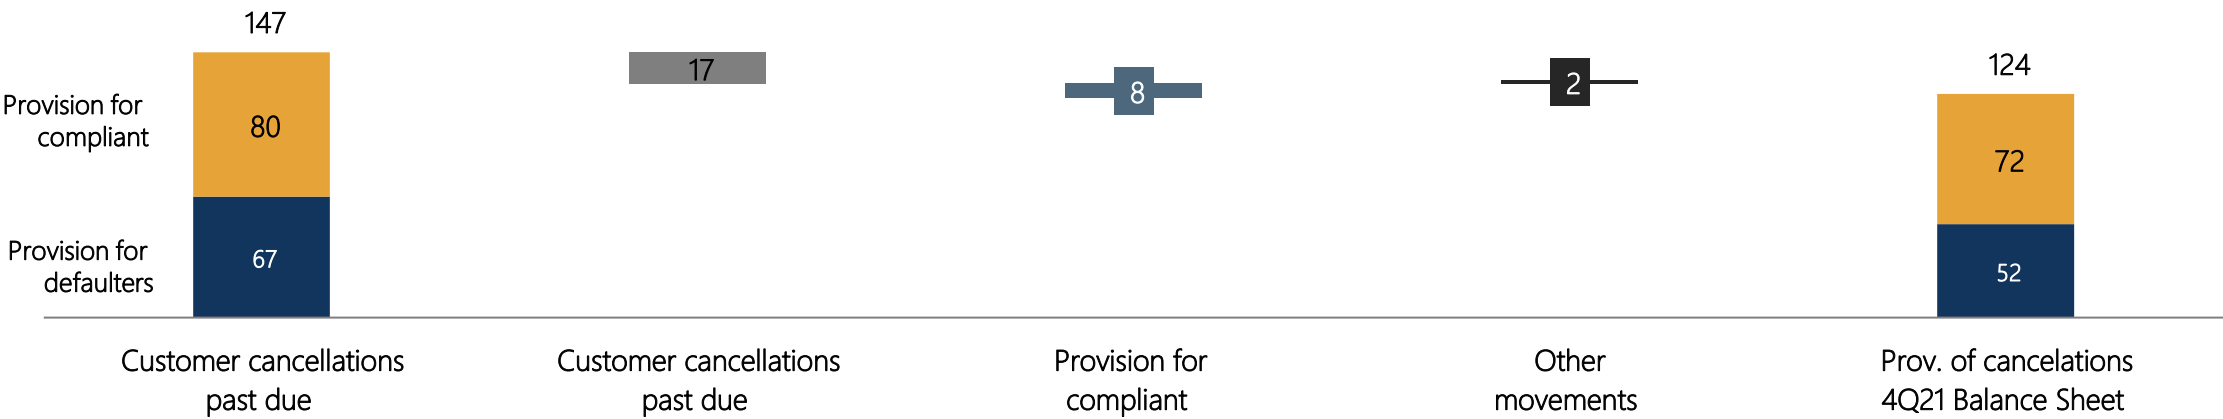 147
17
8
2
124
Provision for
compliant
80
72
Provision for
defaulters
67
52
Customer cancellations
past due
Customer cancellations
past due
Provision for
compliant
Other
movements
Prov. of cancelations
4Q21 Balance Sheet